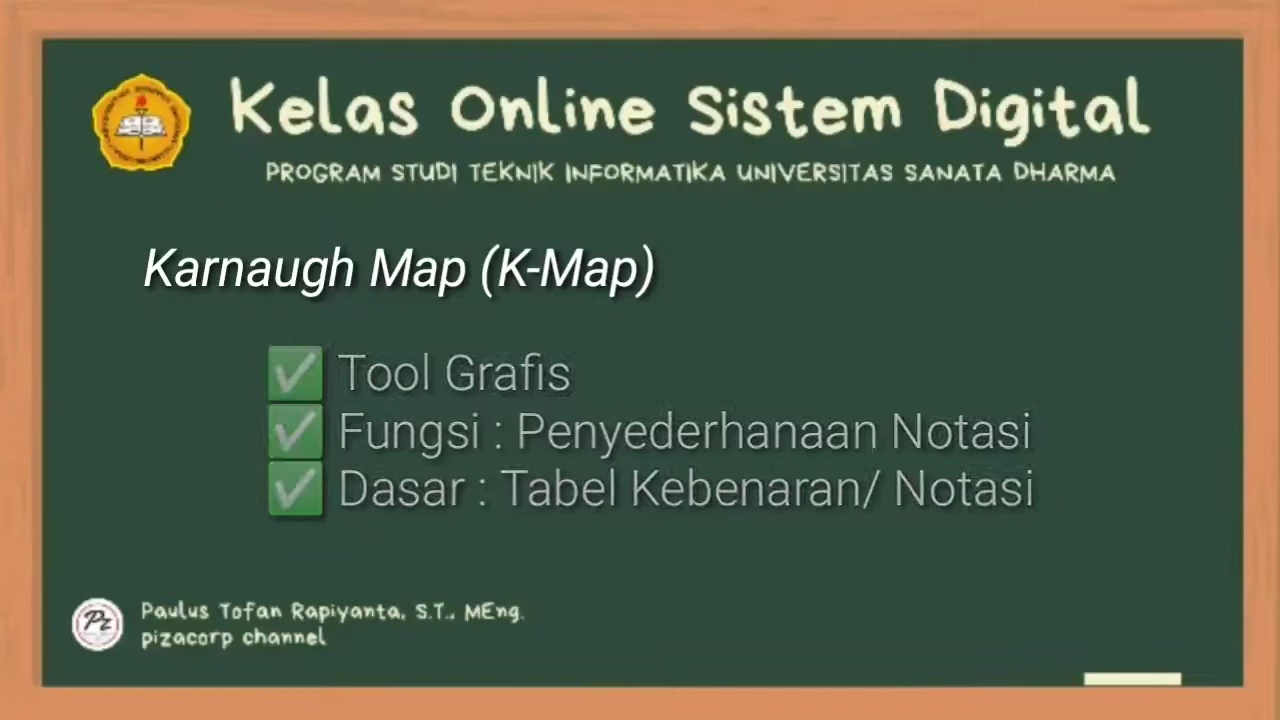 Kelas Online Sistem Digital
PROGRAM STUDI TEKNIK INFORMATIKA UNIVERSITAS SANATA DHARMA
Karnaugh Map (K-Map)
✅ Tool Grafis
✅ Fungsi : Penyederhanaan Notasi
✅ Dasar : Tabel Kebenaran/ Notasi
Pz
Paulus Tofan Rapiyanta, S.T., MEng.
pizacorp channel